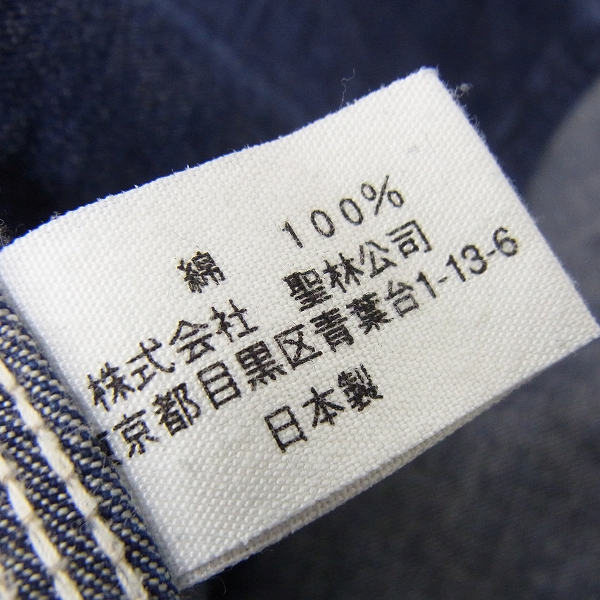 綿 100%
株式会社 聖林公司
東京都目黒区青葉台1-13-6
日本製